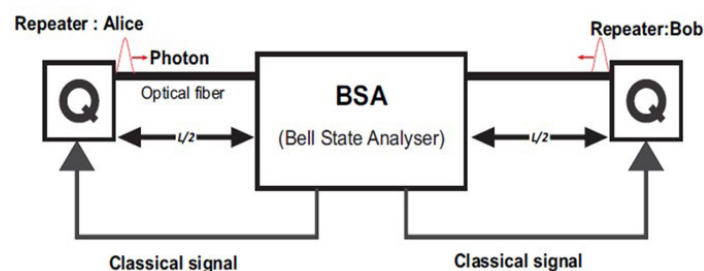 Repeater : Alice
Repeater:Bob
Photon
Q
Optical fiber
BSA
(Bell State Analyser)
Q
L/2
L/2
Classical signal
Classical signal